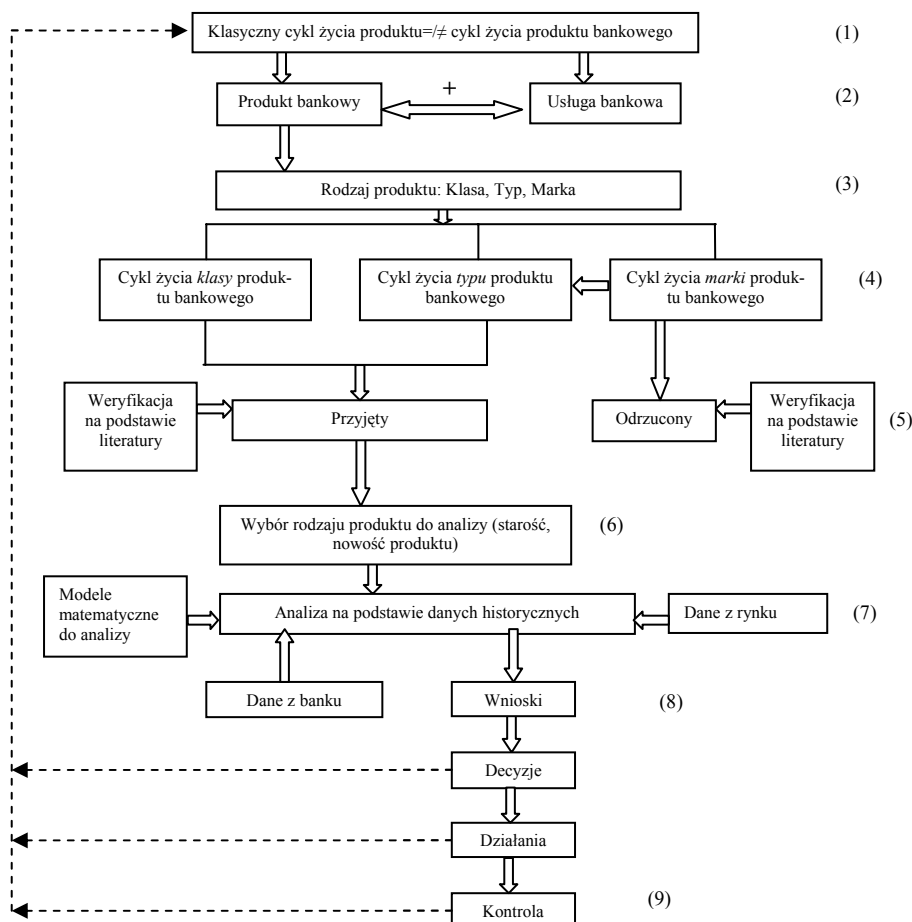 Klasyczny cykl życia produktu=/≠ cykl życia produktu bankowego
(1)
+
Produkt bankowy
Usługa bankowa
(2)
Rodzaj produktu: Klasa, Typ, Marka
(3)
Cykl życia klasy produk-
tu bankowego
Cykl życia typu produktu
bankowego
Cykl życia marki produk-
tu bankowego
(4)
Weryfikacja
na podstawie
literatury
Przyjęty
Odrzucony
Weryfikacja
na podstawie
literatury
(5)
Wybór rodzaju produktu do analizy (starość,
nowość produktu)
(6)
Modele
matematyczne
do analizy
Analiza na podstawie danych historycznych
Dane z rynku
(7)
Dane z banku
Wnioski
(8)
Decyzje
Działania
Kontrola
(9)